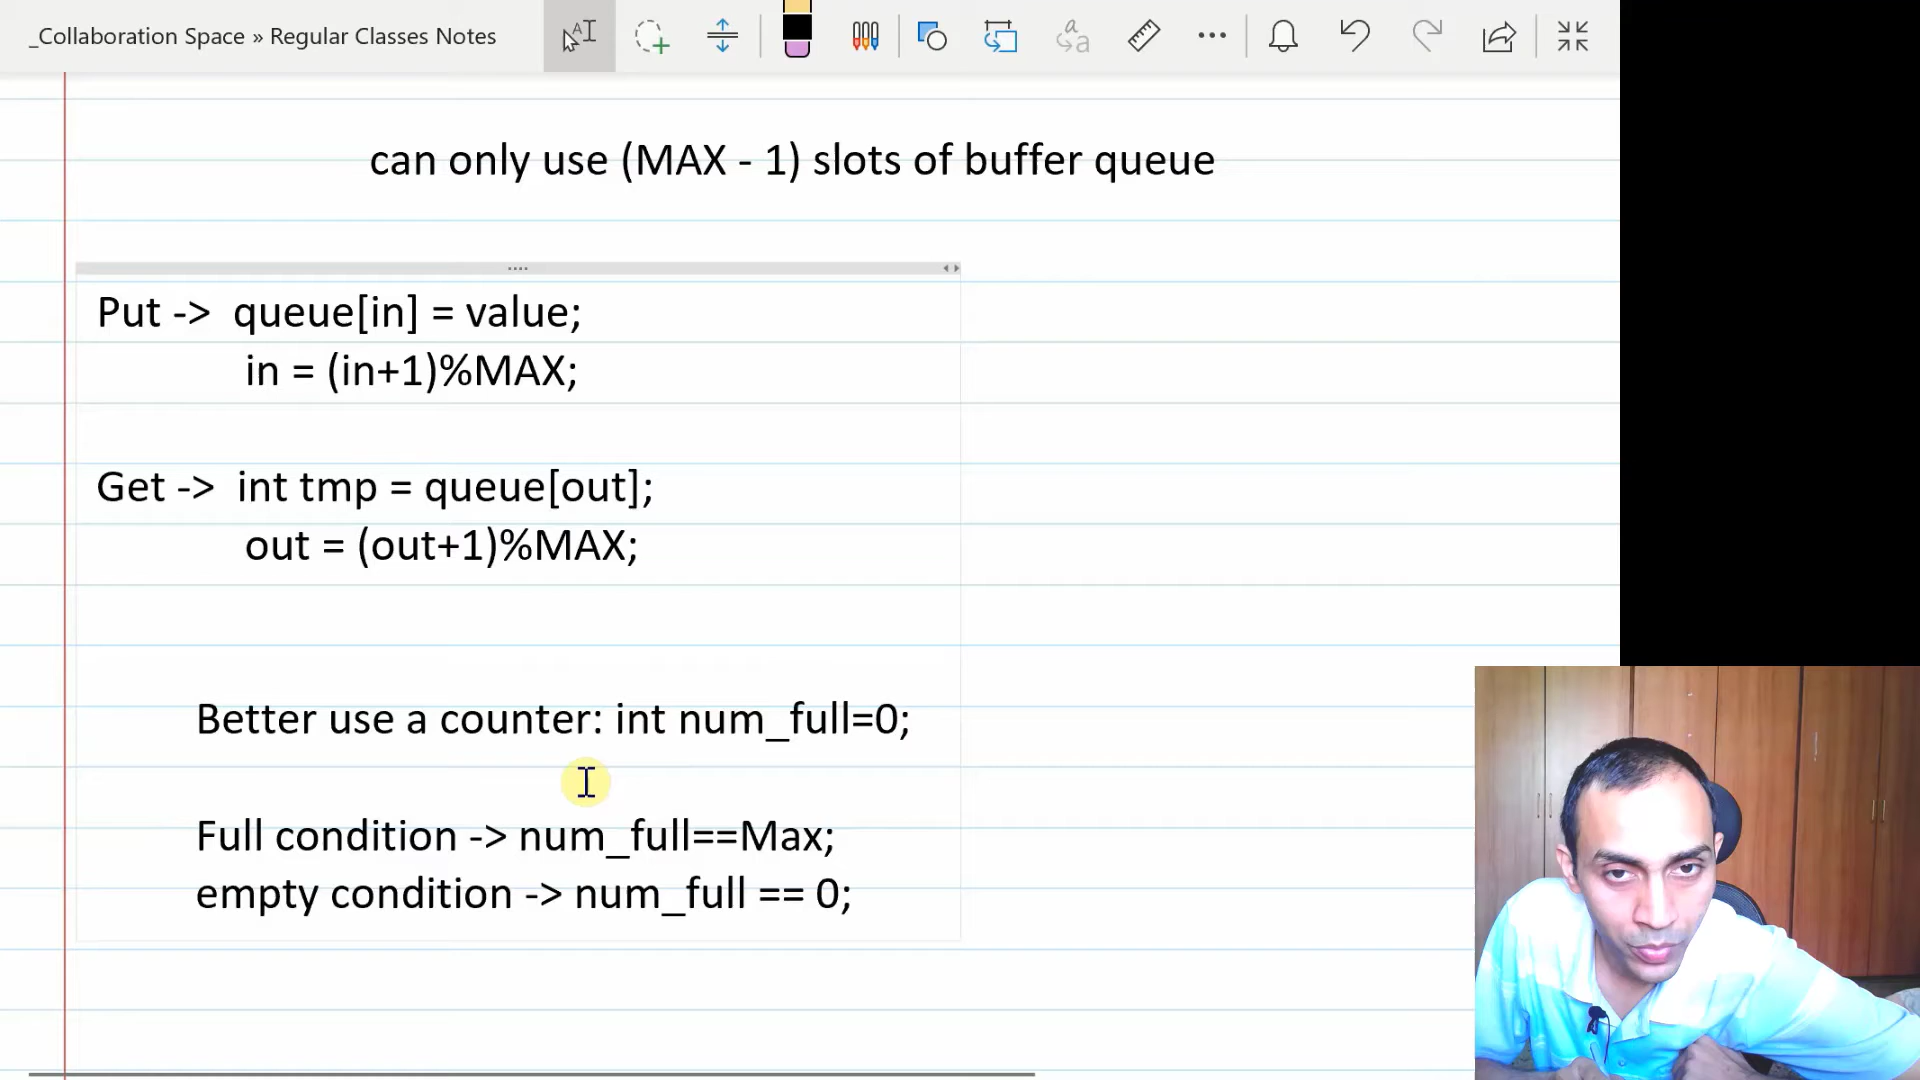 _Collaboration Space » Regular Classes Notes
can only use (MAX - 1) slots of buffer queue
Put -> queue[in] = value;
in = (in+1)%MAX;
Get -> int tmp = queue[out];
out = (out+1)%MAX;
Better use a counter: int num_full=0;
Full condition -> num_full==Max;
empty condition -> num_full == 0;